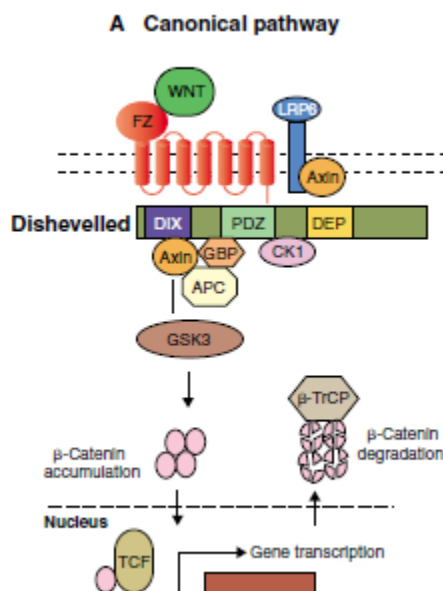 A Canonical pathway
WNT
FZ
LRP6
Axin
Dishevelled
DIX
PDZ
DEP
Axin
GBP
CK1
APC
GSK3
β-TrCP
β-Catenin
accumulation
β-Catenin
degradation
Nucleus
TCF
Gene transcription